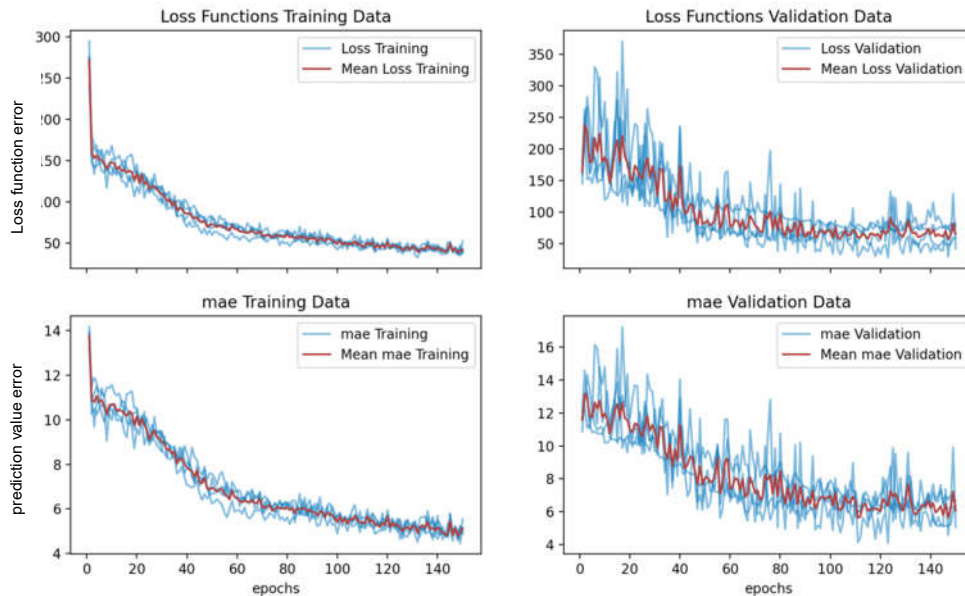 Loss Functions Training Data
Loss Functions Validation Data
300
250
200
150
100
50
Loss function error
Loss Training
Mean Loss Training
350
300
250
200
150
100
50
Loss Validation
Mean Loss Validation
mae Training Data
mae Validation Data
14
12
10
8
6
4
prediction value error
mae Training
Mean mae Training
0 20 40 60 80 100 120 140
epochs
16
14
12
10
8
6
4
mae Validation
Mean mae Validation
0 20 40 60 80 100 120 140
epochs